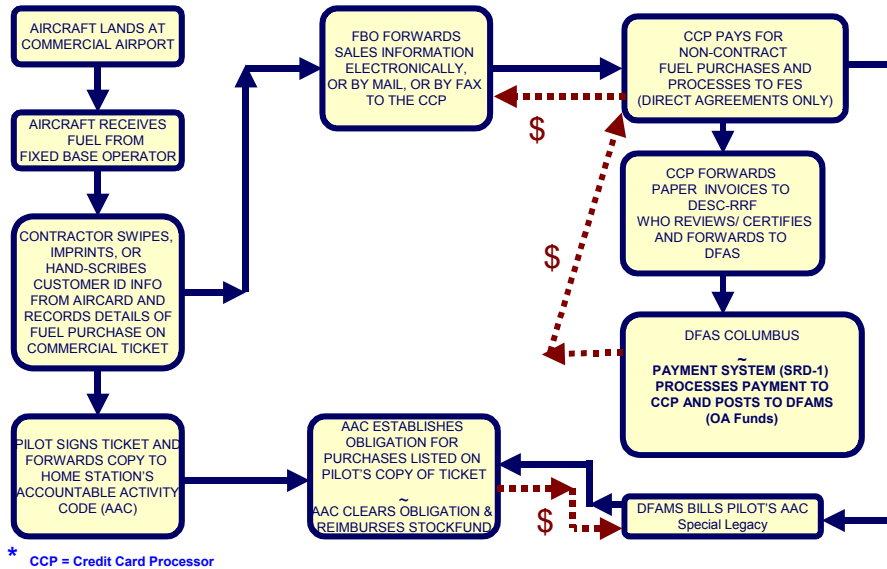 AIRCRAFT LANDS AT
COMMERCIAL AIRPORT
AIRCRAFT RECEIVES
FUEL FROM
FIXED BASE OPERATOR
CONTRACTOR SWIPES,
IMPRINTS, OR
HAND-SCRIBES
CUSTOMER ID INFO
FROM AIRCARD AND
RECORDS DETAILS OF
FUEL PURCHASE ON
COMMERCIAL TICKET
PILOT SIGNS TICKET AND
FORWARDS COPY TO
HOME STATION'S
ACCOUNTABLE ACTIVITY
CODE (AAC)
FBO FORWARDS
SALES INFORMATION
ELECTRONICALLY,
OR BY MAIL, OR BY FAX
TO THE CCP
$
CCP PAYS FOR
NON-CONTRACT
FUEL PURCHASES AND
PROCESSES TO FES
(DIRECT AGREEMENTS ONLY)
CCP FORWARDS
PAPER INVOICES TO
DESC-RRF
WHO REVIEWS/ CERTIFIES
AND FORWARDS TO
DFAS
$
DFAS COLUMBUS
~
PAYMENT SYSTEM (SRD-1)
PROCESSES PAYMENT TO
CCP AND POSTS TO DFAMS
(OA Funds)
AAC ESTABLISHES
OBLIGATION FOR
PURCHASES LISTED ON
PILOT'S COPY OF TICKET
~
AAC CLEARS OBLIGATION &
REIMBURSES STOCKFUND
$
DFAMS BILLS PILOT'S AAC
Special Legacy
* CCP = Credit Card Processor